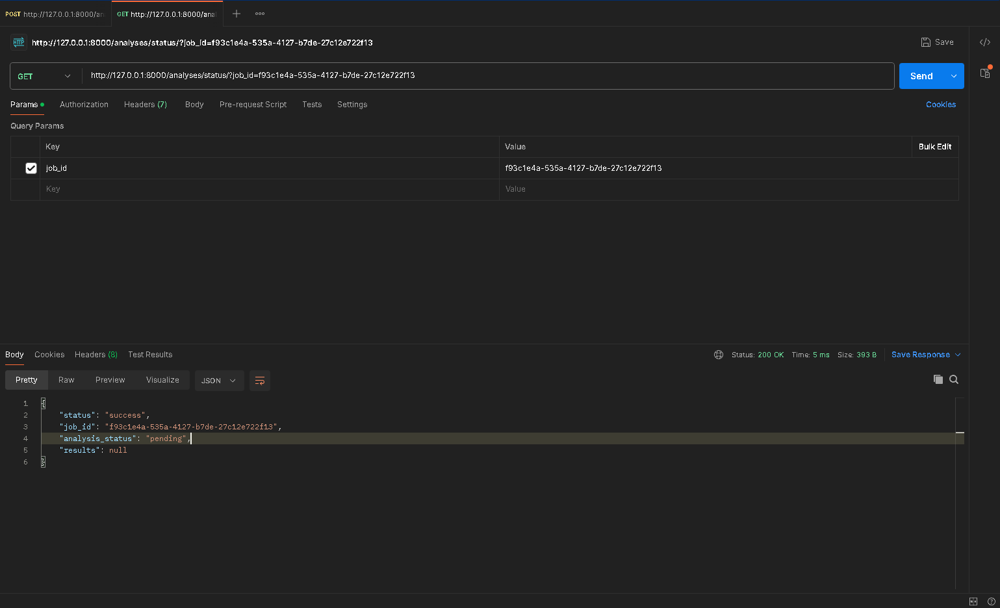 POST http://127.0.0.1:8000/an
GET http://127.0.0.1:8000/anal
HTTP http://127.0.0.1:8000/analyses/status/?job_id=f93c1e4a-535a-4127-b7de-27c12e722f13
Save
GET http://127.0.0.1:8000/analyses/status/?job_id=f93c1e4a-535a-4127-b7de-27c12e722f13
Send
Params Authorization Headers (7) Body Pre-request Script Tests Settings Cookies
Query Params
Key Value Bulk Edit
job_id f93c1e4a-535a-4127-b7de-27c12e722f13
Key Value
Body Cookies Headers (8) Test Results Status: 200 OK Time: 5 ms Size: 393 B Save Response
Pretty Raw Preview Visualize JSON
1 {
2 "status": "success",
3 "job_id": "f93c1e4a-535a-4127-b7de-27c12e722f13",
4 "analysis_status": "pending",
5 "results": null
6 }